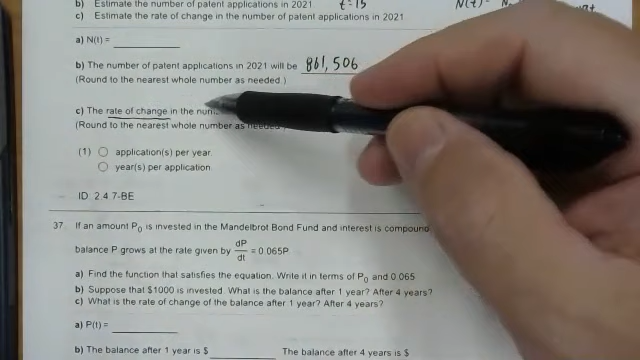 b) Estimate the number of patent applications in 2021 t=15
c) Estimate the rate of change in the number of patent applications in 2021
a) N(t) =
b) The number of patent applications in 2021 will be 861,506
(Round to the nearest whole number as needed.)
c) The rate of change in the
(Round to the nearest whole number as needed.)
(1) application(s) per year.
year(s) per application.
ID: 2.4.7-BE
37. If an amount P₀ is invested in the Mandelbrot Bond Fund and interest is compound
balance P grows at the rate given by dP/dt = 0.065P
a) Find the function that satisfies the equation. Write it in terms of P₀ and 0.065
b) Suppose that $1000 is invested. What is the balance after 1 year? After 4 years?
c) What is the rate of change of the balance after 1 year? After 4 years?
a) P(t) =
b) The balance after 1 year is $ The balance after 4 years is $